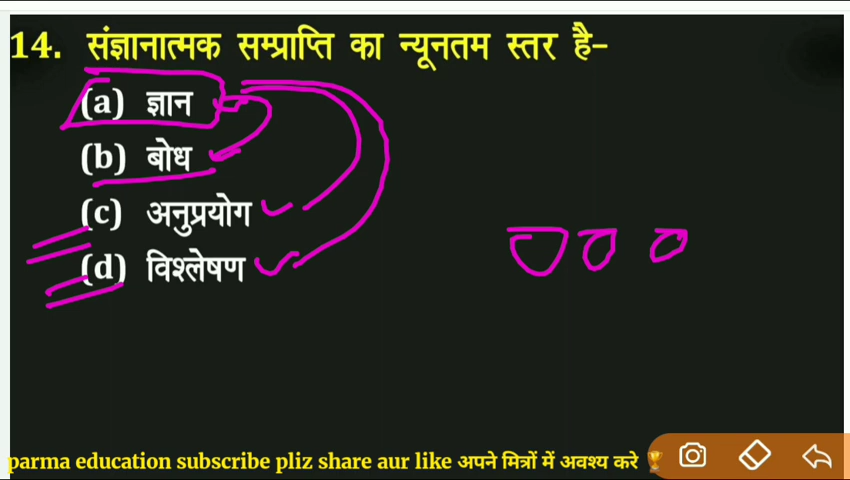 14. संज्ञानात्मक सम्प्राप्ति का न्यूनतम स्तर है–
(a) ज्ञान
(b) बोध
(c) अनुप्रयोग
(d) विश्लेषण
parma education subscribe pliz share aur like अपने मित्रों में अवश्य करे